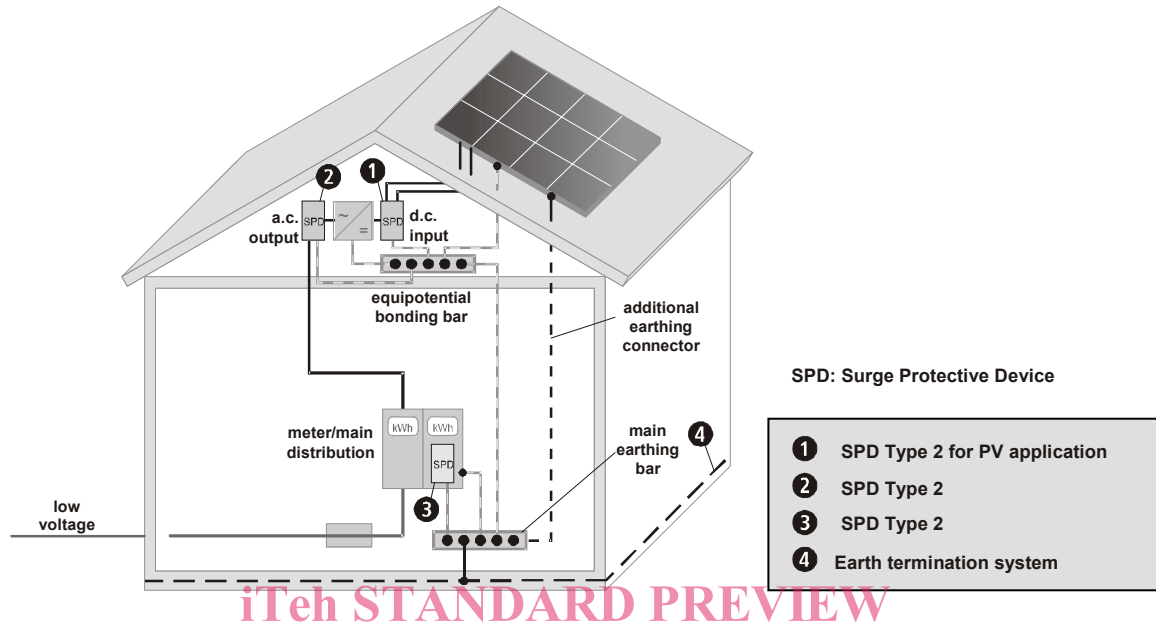 2
1
a.c.
output
SPD
~
=
SPD
d.c.
input
equipotential
bonding bar
additional
earthing
connector
SPD: Surge Protective Device
meter/main
distribution
kWh
kWh
SPD
3
main
earthing
bar
4
low
voltage
1 SPD Type 2 for PV application
2 SPD Type 2
3 SPD Type 2
4 Earth termination system
iTeh STANDARD PREVIEW